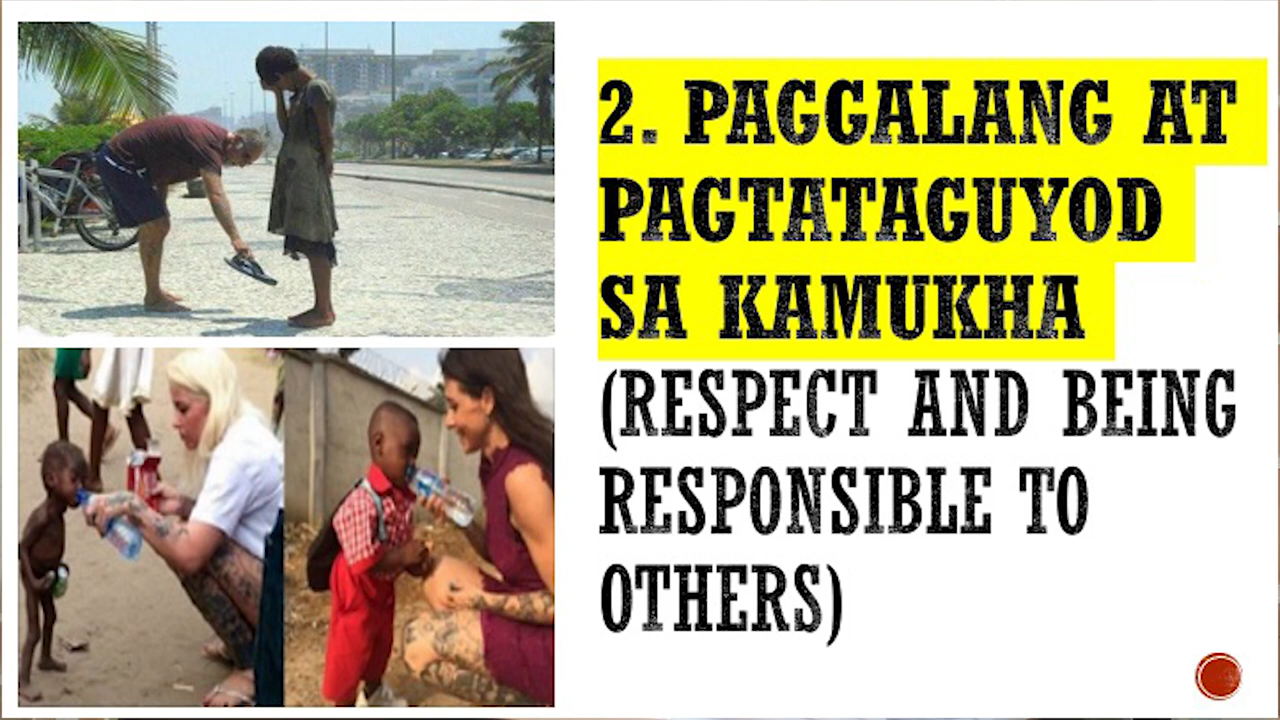 2. PAGGALANG AT
PAGTATAGUYOD
SA KAMUKHA
(RESPECT AND BEING
RESPONSIBLE TO
OTHERS)